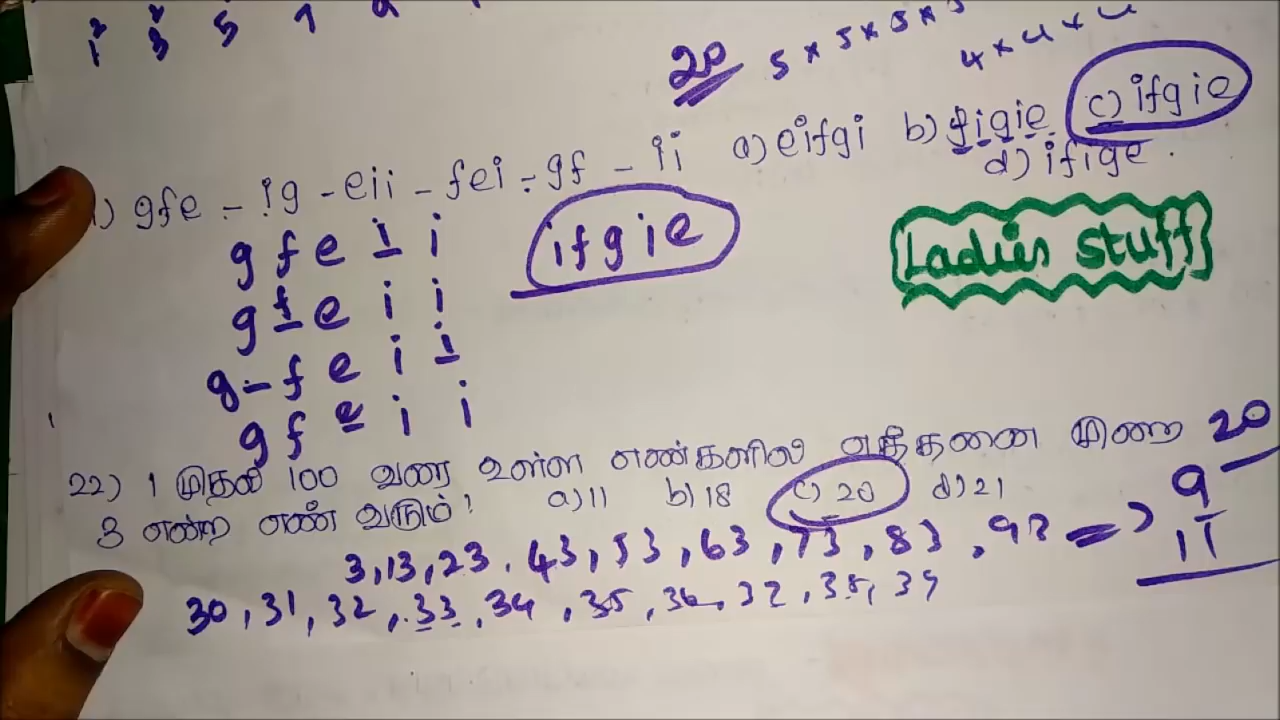 1 3 5 7
20 5 x 5 x 5 x 5
4 x 4 x 4
1) gfe - ig - eii - fei - gf - ii a) eifgi b) figie c) ifgie
d) ifige.
g f e i i
ifgie
Ladies stuff
g f e i i
g - f e i i
g f e i i
22) 1 முதல் 100 வரை உள்ள எண்களில் எத்தனை முறை 20
3 என்ற எண் வரும்? a) 11 b) 18 c) 20 d) 21
3, 13, 23, 43, 53, 63, 73, 83, 93 => 9
11
30, 31, 32, 33, 34, 35, 36, 37, 38, 39